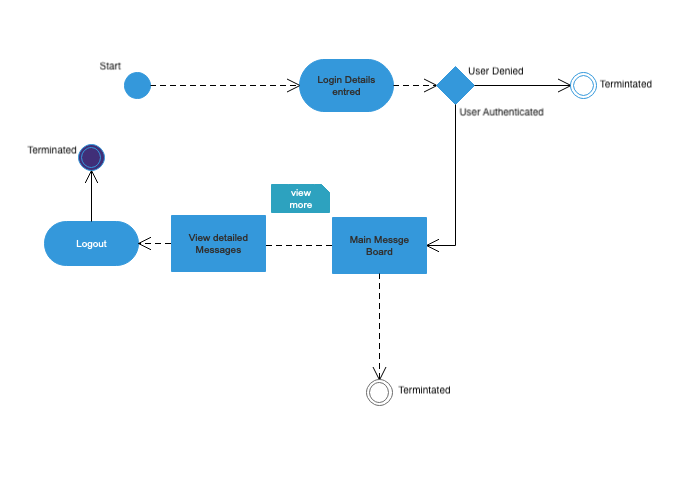 Start
Login Details
entred
User Denied
Termintated
User Authenticated
Terminated
view
more
Logout
View detailed
Messages
Main Messge
Board
Termintated